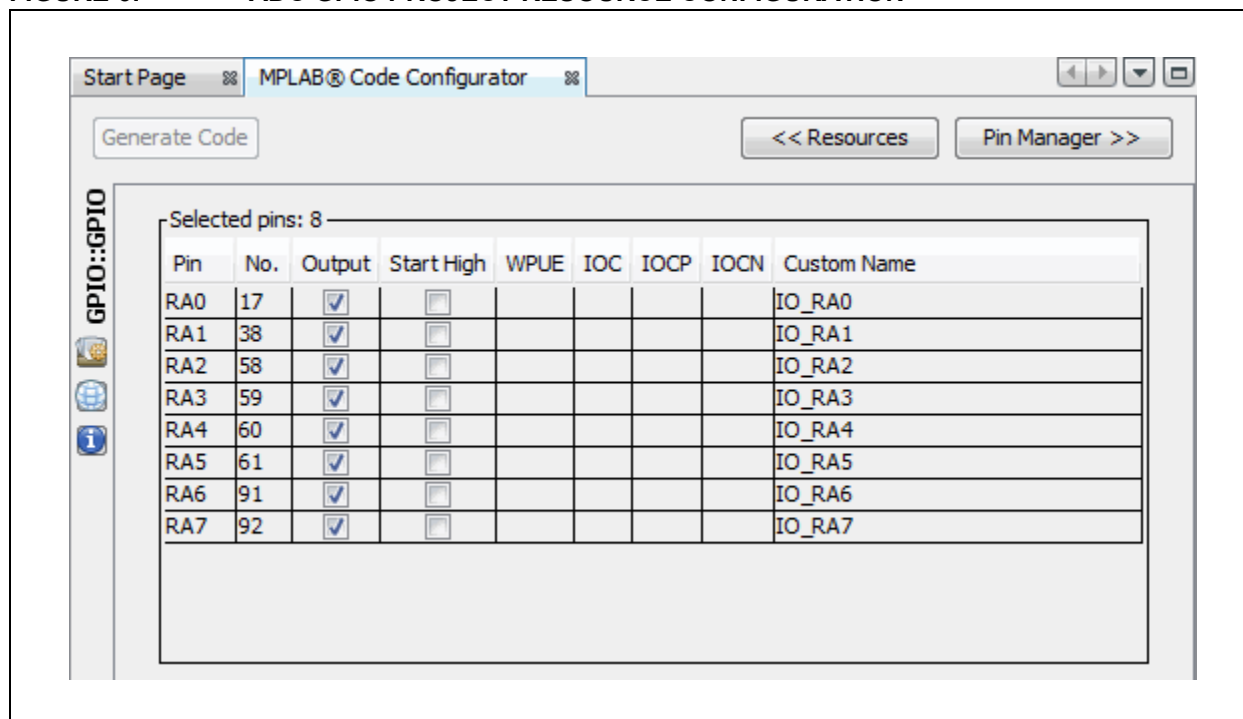 Start Page MPLAB® Code Configurator
Generate Code << Resources Pin Manager >>
GPIO::GPIO
Selected pins: 8
Pin No. Output Start High WPUE IOC IOCP IOCN Custom Name
RA0 17 IO_RA0
RA1 38 IO_RA1
RA2 58 IO_RA2
RA3 59 IO_RA3
RA4 60 IO_RA4
RA5 61 IO_RA5
RA6 91 IO_RA6
RA7 92 IO_RA7